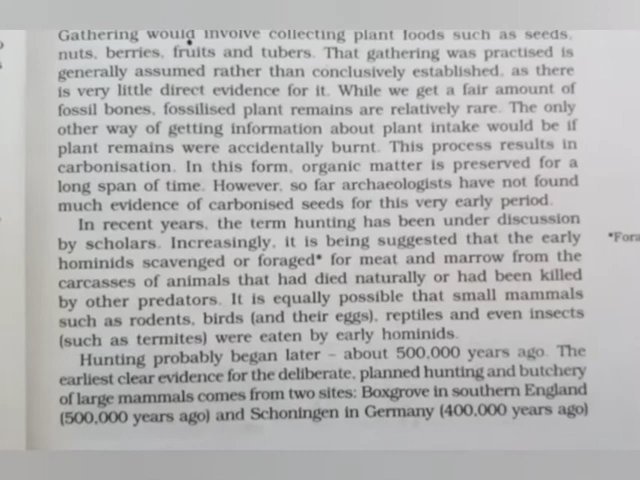 Gathering would involve collecting plant foods such as seeds,
nuts, berries, fruits and tubers. That gathering was practised is
generally assumed rather than conclusively established, as there
is very little direct evidence for it. While we get a fair amount of
fossil bones, fossilised plant remains are relatively rare. The only
other way of getting information about plant intake would be if
plant remains were accidentally burnt. This process results in
carbonisation. In this form, organic matter is preserved for a
long span of time. However, so far archaeologists have not found
much evidence of carbonised seeds for this very early period.
In recent years, the term hunting has been under discussion
by scholars. Increasingly, it is being suggested that the early
hominids scavenged or foraged* for meat and marrow from the
carcasses of animals that had died naturally or had been killed
by other predators. It is equally possible that small mammals
such as rodents, birds (and their eggs), reptiles and even insects
(such as termites) were eaten by early hominids.
Hunting probably began later – about 500,000 years ago. The
earliest clear evidence for the deliberate, planned hunting and butchery
of large mammals comes from two sites: Boxgrove in southern England
(500,000 years ago) and Schoningen in Germany (400,000 years ago)
*Fora